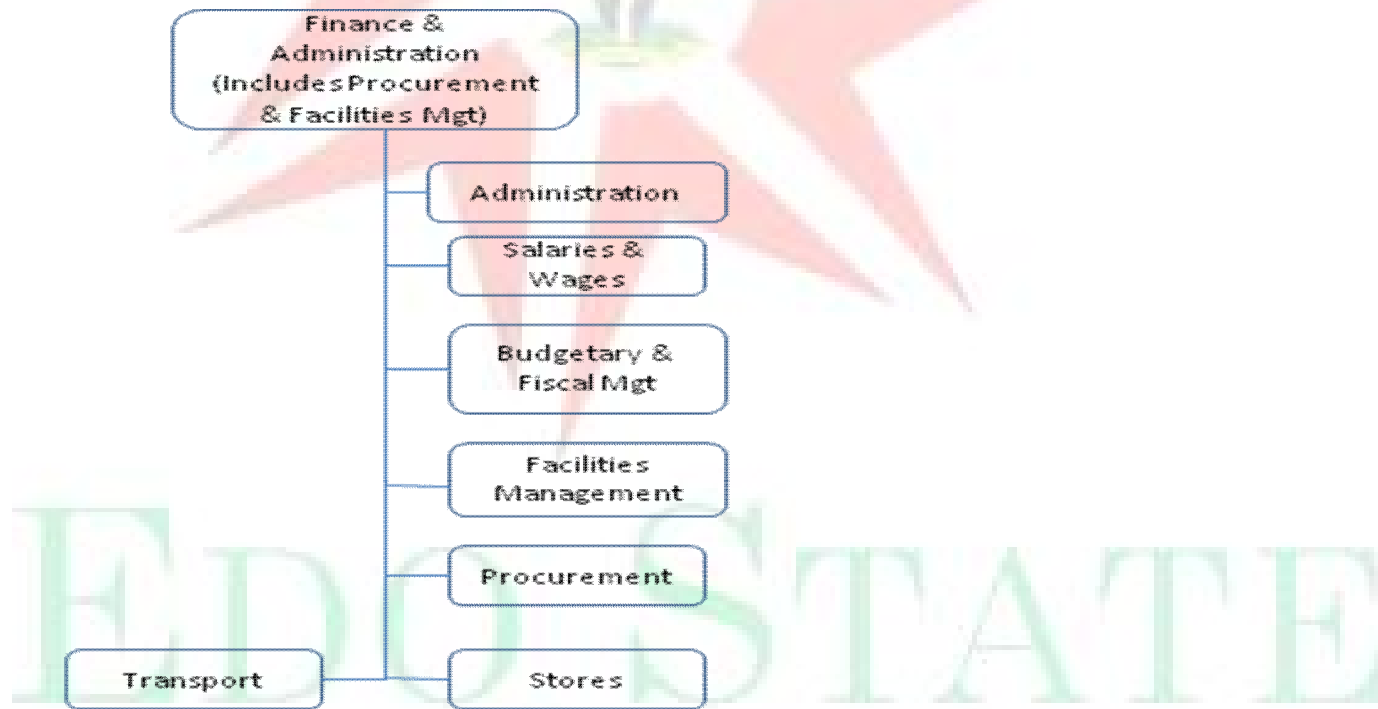 Finance &
Administration
(Includes Procurement
& Facilities Mgt)
Administration
Salaries &
Wages
Budgetary &
Fiscal Mgt
Facilities
Management
Procurement
Transport
Stores
EDO STATE